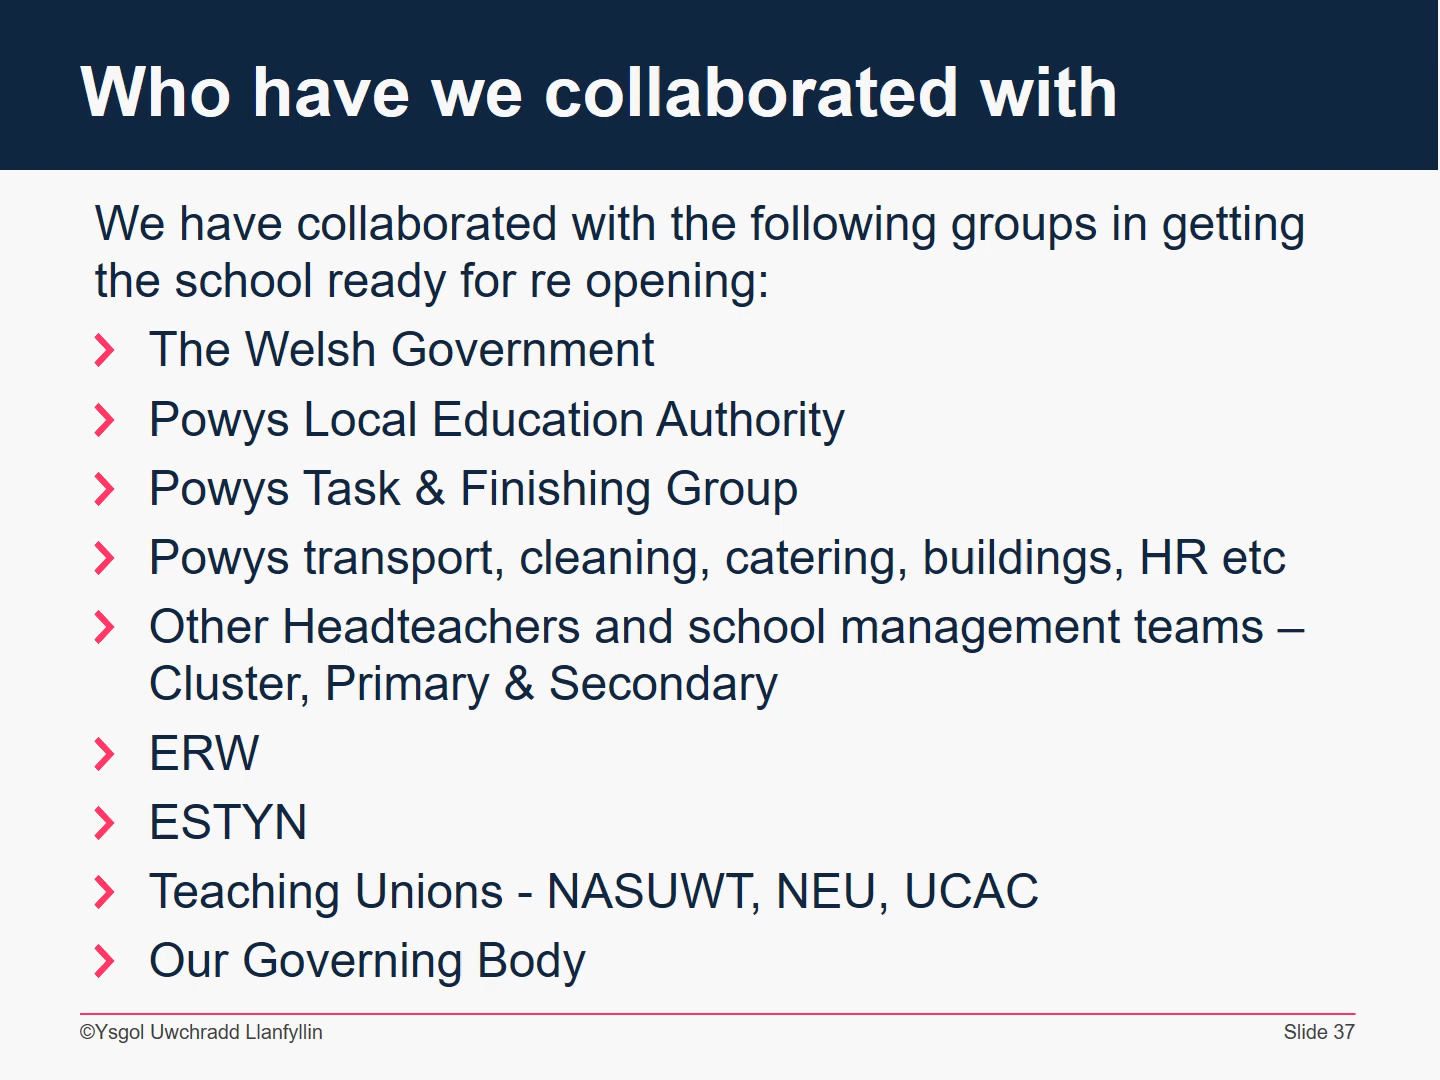 Who have we collaborated with
We have collaborated with the following groups in getting
the school ready for re opening:
The Welsh Government
Powys Local Education Authority
Powys Task & Finishing Group
Powys transport, cleaning, catering, buildings, HR etc
Other Headteachers and school management teams –
Cluster, Primary & Secondary
ERW
ESTYN
Teaching Unions - NASUWT, NEU, UCAC
Our Governing Body
©Ysgol Uwchradd Llanfyllin
Slide 37